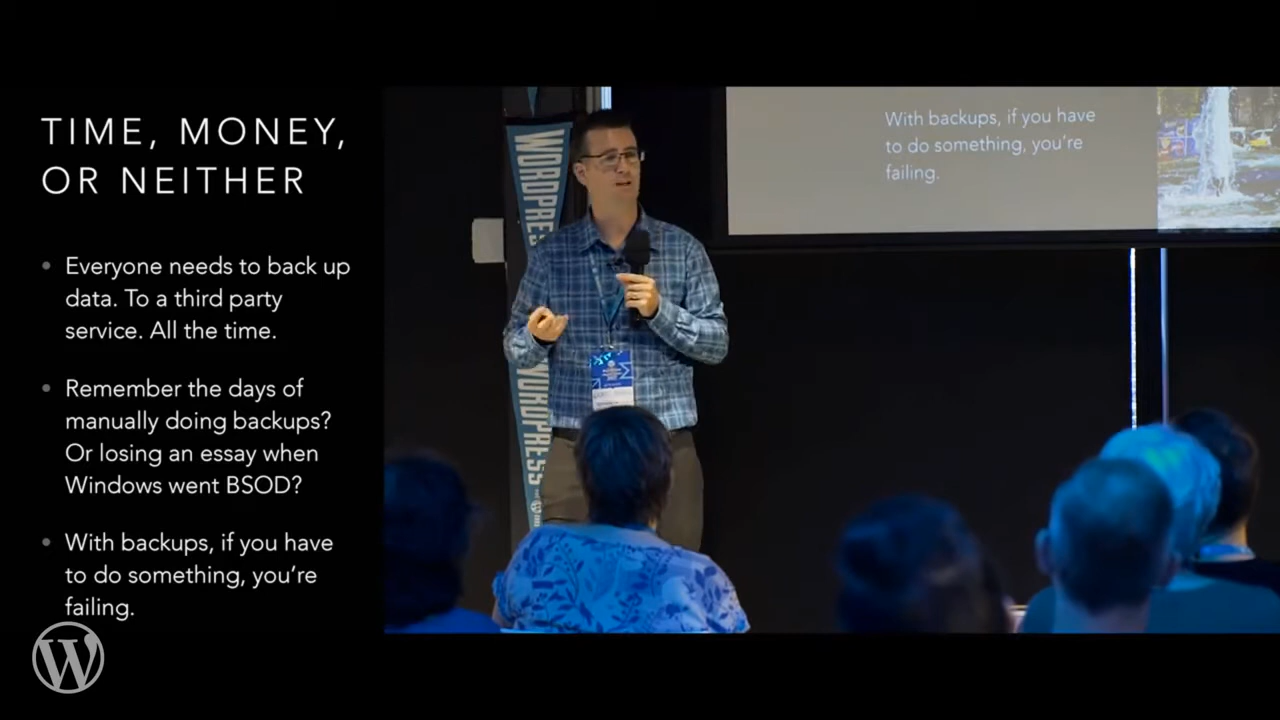 TIME, MONEY,
OR NEITHER
• Everyone needs to back up
data. To a third party
service. All the time.
• Remember the days of
manually doing backups?
Or losing an essay when
Windows went BSOD?
• With backups, if you have
to do something, you’re
failing.
With backups, if you have
to do something, you’re
failing.
WORDPRESS
WORDPRESS